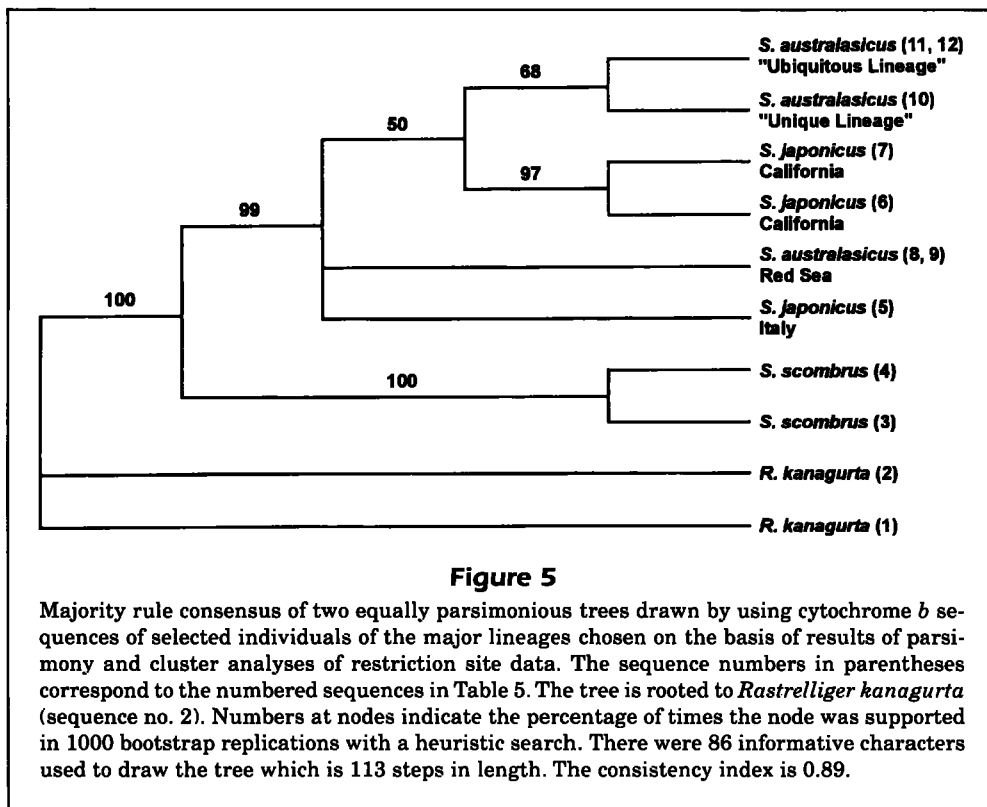 S. australasicus (11, 12)
"Ubiquitous Lineage"
68
S. australasicus (10)
"Unique Lineage"
50
S. japonicus (7)
California
97
S. japonicus (6)
California
99
S. australasicus (8, 9)
Red Sea
100
S. japonicus (5)
Italy
S. scombrus (4)
100
S. scombrus (3)
R. kanagurta (2)
R. kanagurta (1)
Figure 5
Majority rule consensus of two equally parsimonious trees drawn by using cytochrome b se-
quences of selected individuals of the major lineages chosen on the basis of results of parsi-
mony and cluster analyses of restriction site data. The sequence numbers in parentheses
correspond to the numbered sequences in Table 5. The tree is rooted to Rastrelliger kanagurta
(sequence no. 2). Numbers at nodes indicate the percentage of times the node was supported
in 1000 bootstrap replications with a heuristic search. There were 86 informative characters
used to draw the tree which is 113 steps in length. The consistency index is 0.89.